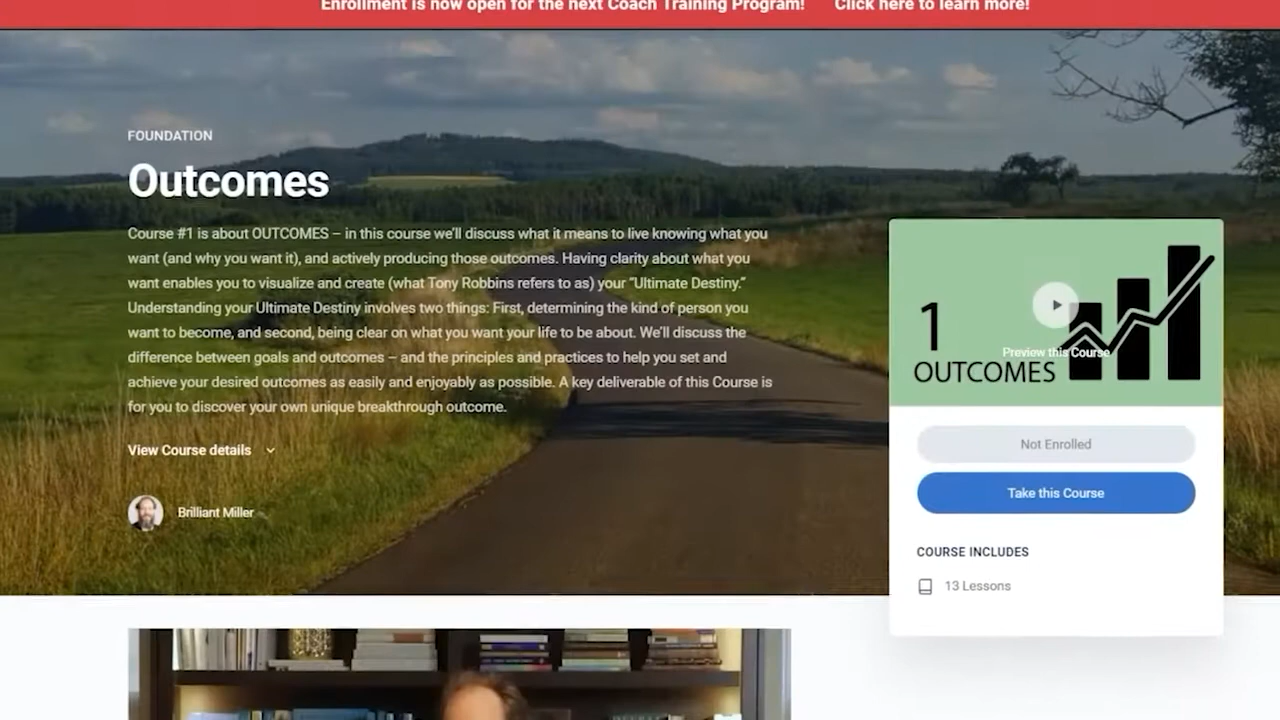 Enrollment is now open for the next Coach Training Program! Click here to learn more!
FOUNDATION
Outcomes
Course #1 is about OUTCOMES – in this course we'll discuss what it means to live knowing what you
want (and why you want it), and actively producing those outcomes. Having clarity about what you
want enables you to visualize and create (what Tony Robbins refers to as) your "Ultimate Destiny."
Understanding your Ultimate Destiny involves two things: First, determining the kind of person you
want to become, and second, being clear on what you want your life to be about. We'll discuss the
difference between goals and outcomes – and the principles and practices to help you set and
achieve your desired outcomes as easily and enjoyably as possible. A key deliverable of this Course is
for you to discover your own unique breakthrough outcome.
View Course details
Brilliant Miller
1
Preview this Course
OUTCOMES
Not Enrolled
Take this Course
COURSE INCLUDES
13 Lessons